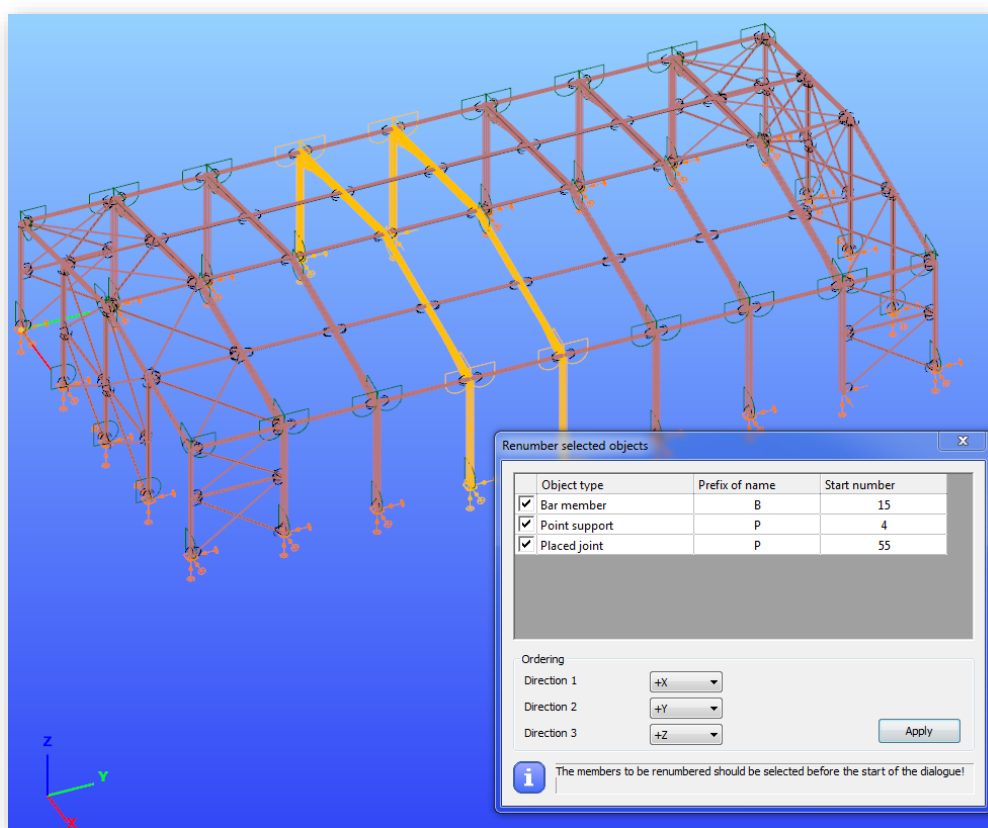 Renumber selected objects
Object type Prefix of name Start number
Bar member B 15
Point support P 4
Placed joint P 55
Ordering
Direction 1 +X
Direction 2 +Y
Direction 3 +Z
Apply
The members to be renumbered should be selected before the start of the dialogue!
Z
Y
X